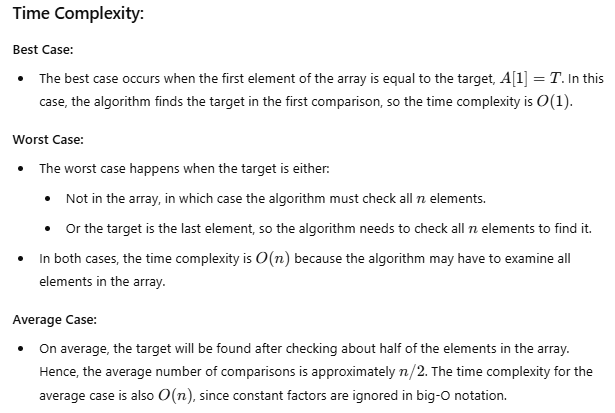 Time Complexity:
Best Case:
• The best case occurs when the first element of the array is equal to the target, A[1] = T. In this
case, the algorithm finds the target in the first comparison, so the time complexity is O(1).
Worst Case:
• The worst case happens when the target is either:
• Not in the array, in which case the algorithm must check all n elements.
• Or the target is the last element, so the algorithm needs to check all n elements to find it.
• In both cases, the time complexity is O(n) because the algorithm may have to examine all
elements in the array.
Average Case:
• On average, the target will be found after checking about half of the elements in the array.
Hence, the average number of comparisons is approximately n/2. The time complexity for the
average case is also O(n), since constant factors are ignored in big-O notation.